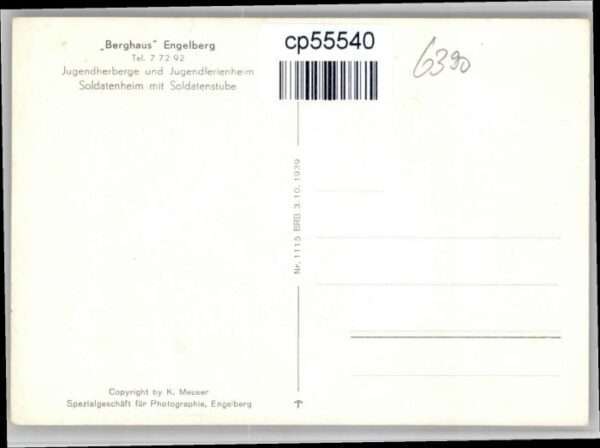 „Berghaus" Engelberg
Tel. 7 72 92
Jugendherberge und Jugendferienheim
Soldatenheim mit Soldatenstube
cp55540
6390
Nr. 1115 BRB 3.10.1939
Copyright by K. Meuser
Spezialgeschäft für Photographie, Engelberg